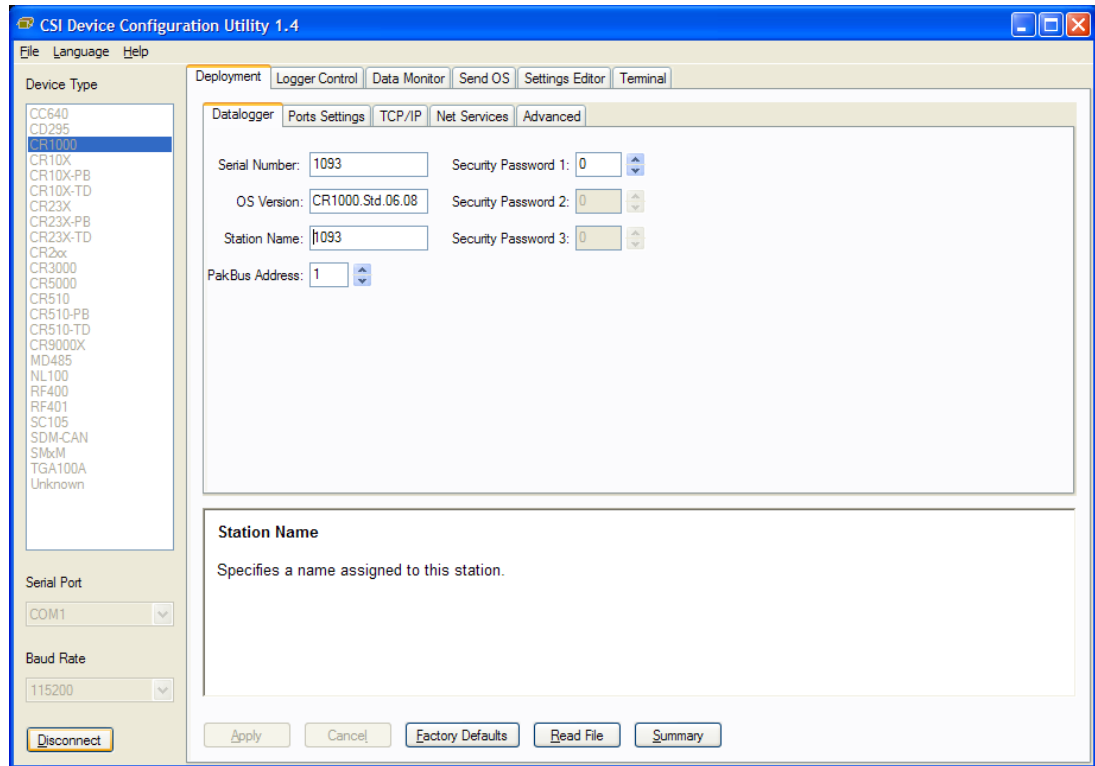 CSI Device Configuration Utility 1.4
File Language Help
Device Type
CC640
CD295
CR1000
CR10X
CR10X-PB
CR10X-TD
CR23X
CR23X-PB
CR23X-TD
CR2xx
CR3000
CR5000
CR510
CR510-PB
CR510-TD
CR9000X
MD485
NL100
RF400
RF401
SC105
SDM-CAN
SMxM
TGA100A
Unknown
Serial Port
COM1
Baud Rate
115200
Disconnect
Deployment Logger Control Data Monitor Send OS Settings Editor Terminal
Datalogger Ports Settings TCP/IP Net Services Advanced
Serial Number: 1093 Security Password 1: 0
OS Version: CR1000.Std.06.08 Security Password 2: 0
Station Name: 1093 Security Password 3: 0
PakBus Address: 1
Station Name
Specifies a name assigned to this station.
Apply Cancel Factory Defaults Read File Summary